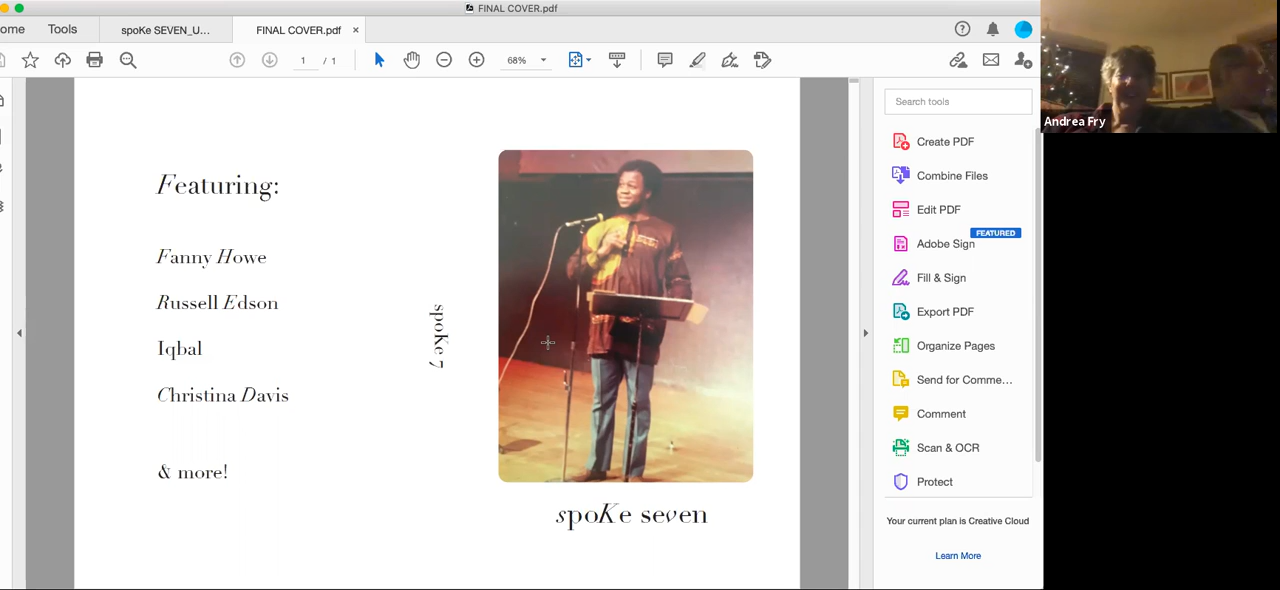 FINAL COVER.pdf
ome
Tools
spoKe SEVEN_U...
FINAL COVER.pdf ×
1 / 1
68%
Search tools
Create PDF
Combine Files
Edit PDF
FEATURED
Adobe Sign
Fill & Sign
Export PDF
Organize Pages
Send for Comme...
Comment
Scan & OCR
Protect
Your current plan is Creative Cloud
Learn More
Featuring:
Fanny Howe
Russell Edson
Iqbal
Christina Davis
& more!
spoKe 7
spoKe seven
Andrea Fry